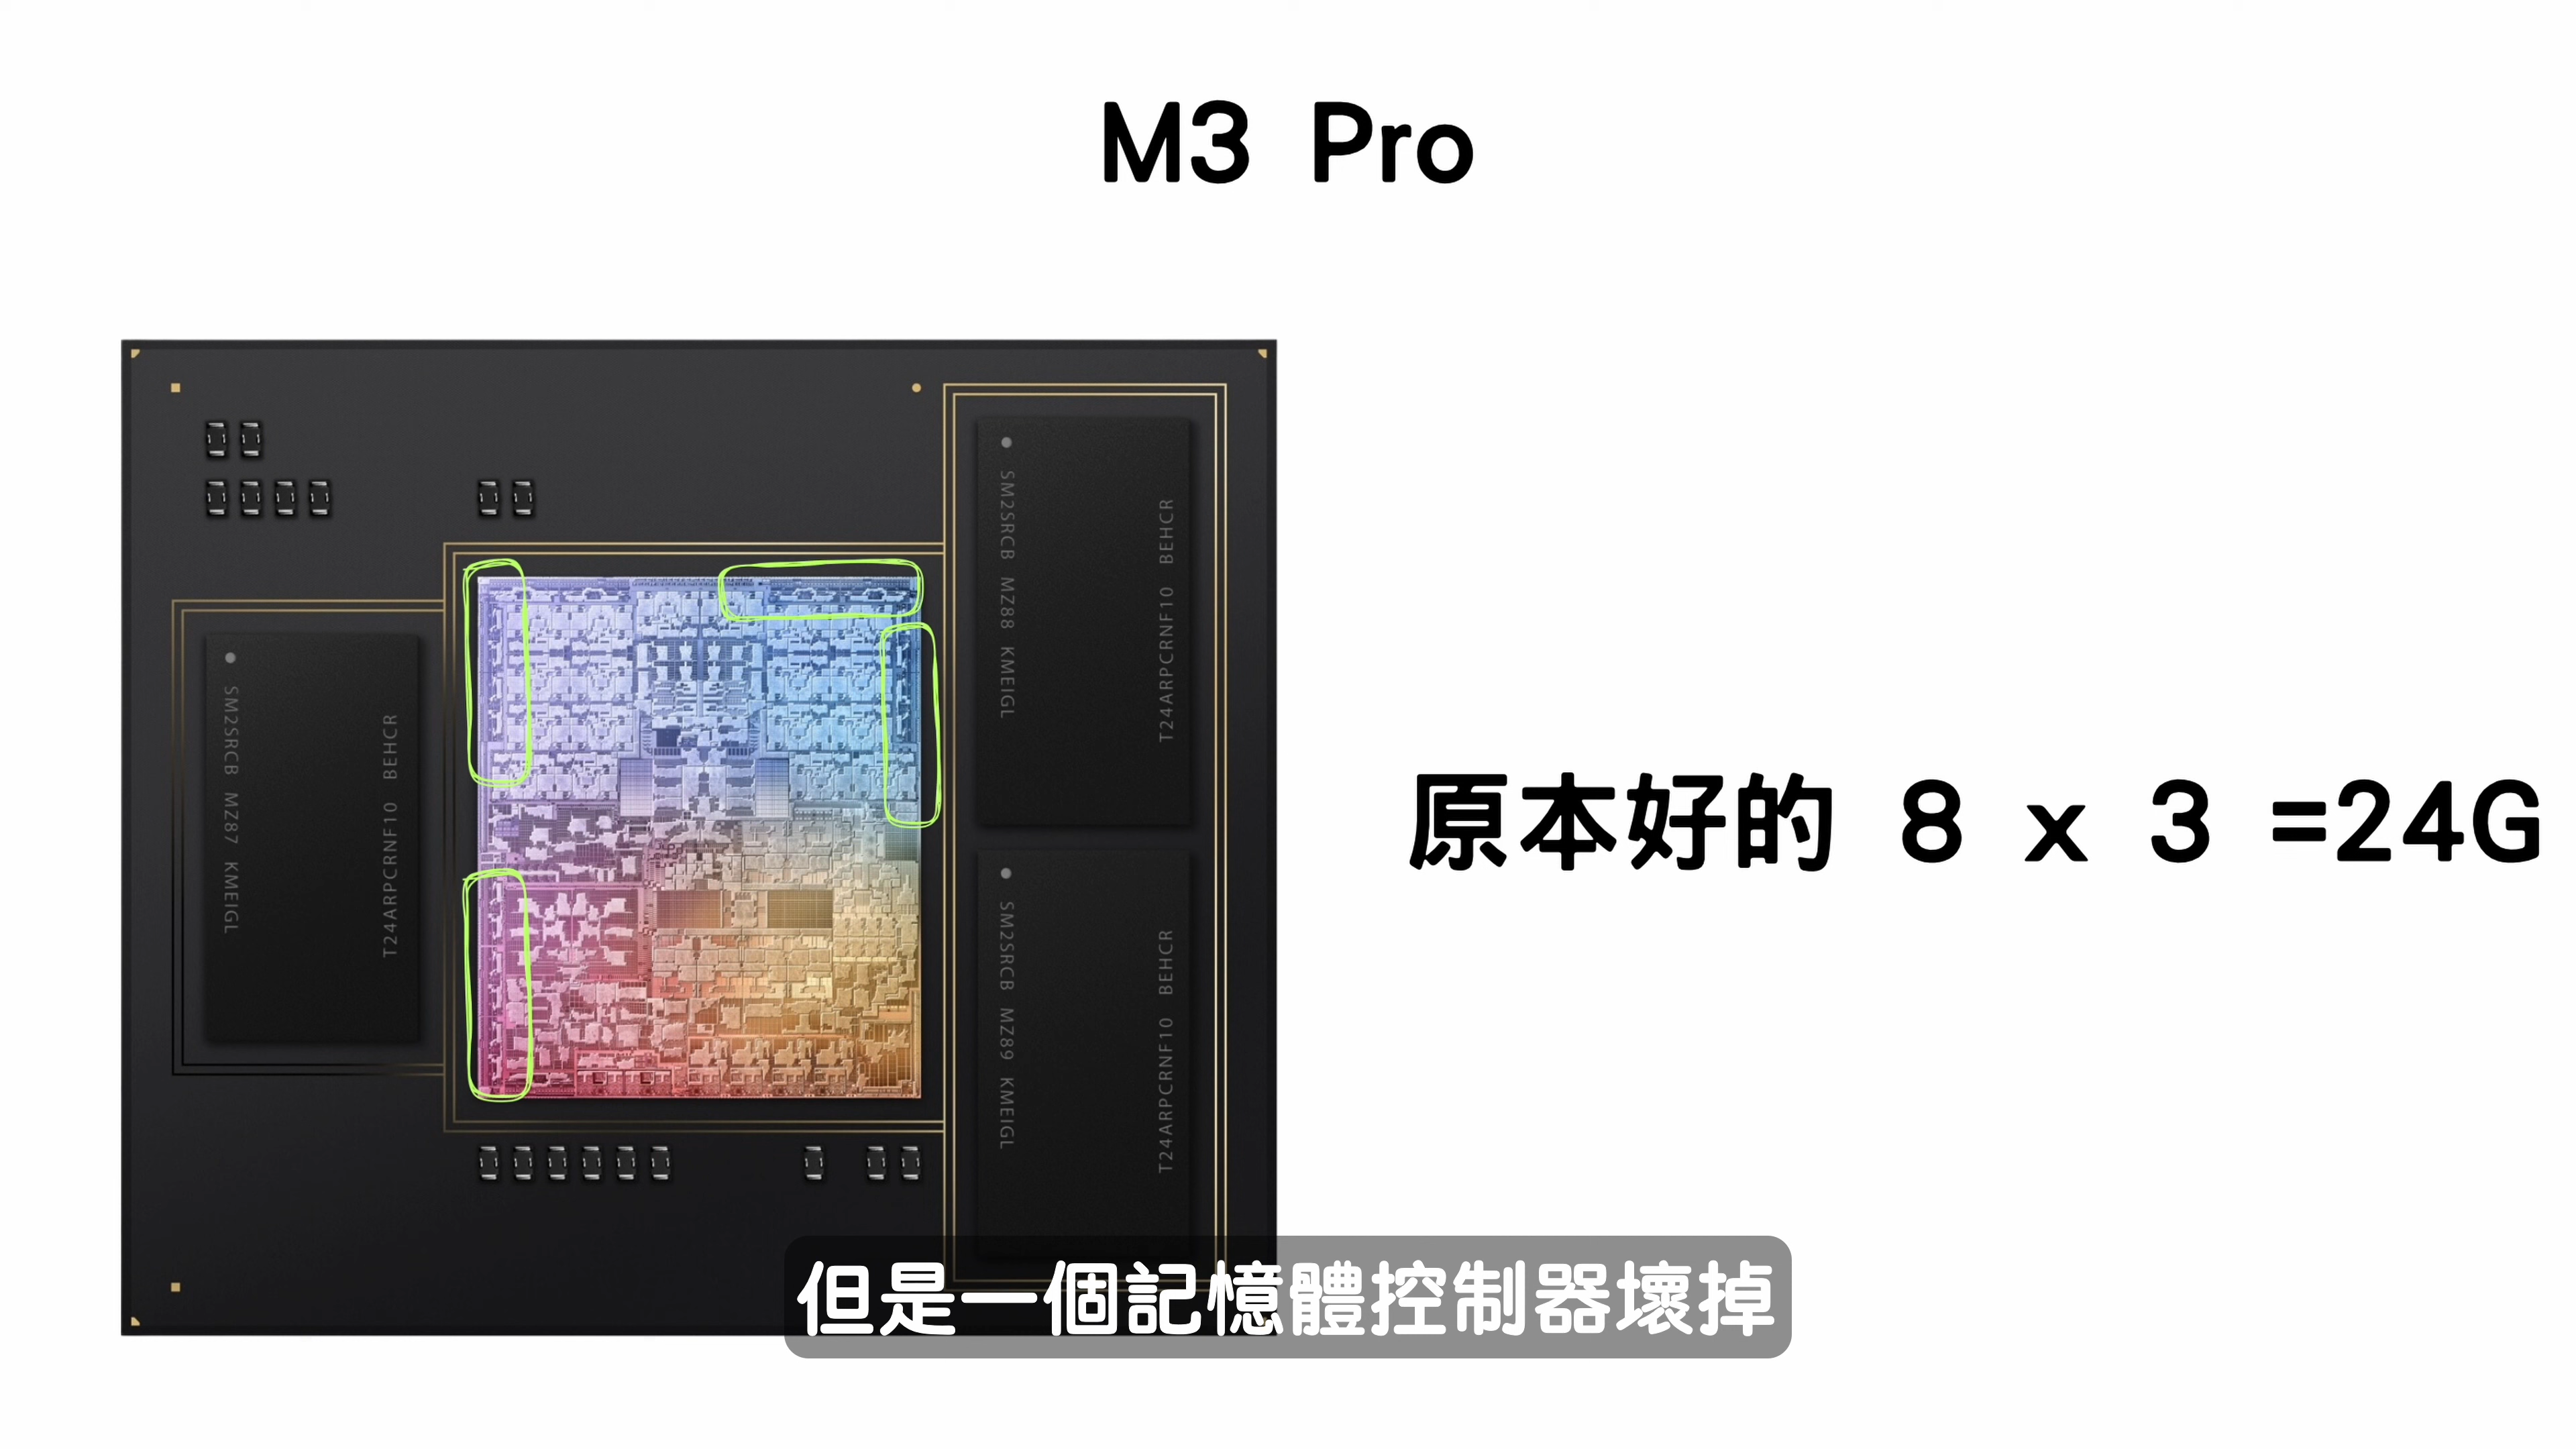 M3 Pro
SM2SRCB MZ87 KMEIGL
T24ARPCRNF10 BEHCR
SM2SRCB MZ88 KMEIGL
T24ARPCRNF10 BEHCR
SM2SRCB MZ89 KMEIGL
T24ARPCRNF10 BEHCR
原本好的 8 x 3 =24G
但是一個記憶體控制器壞掉